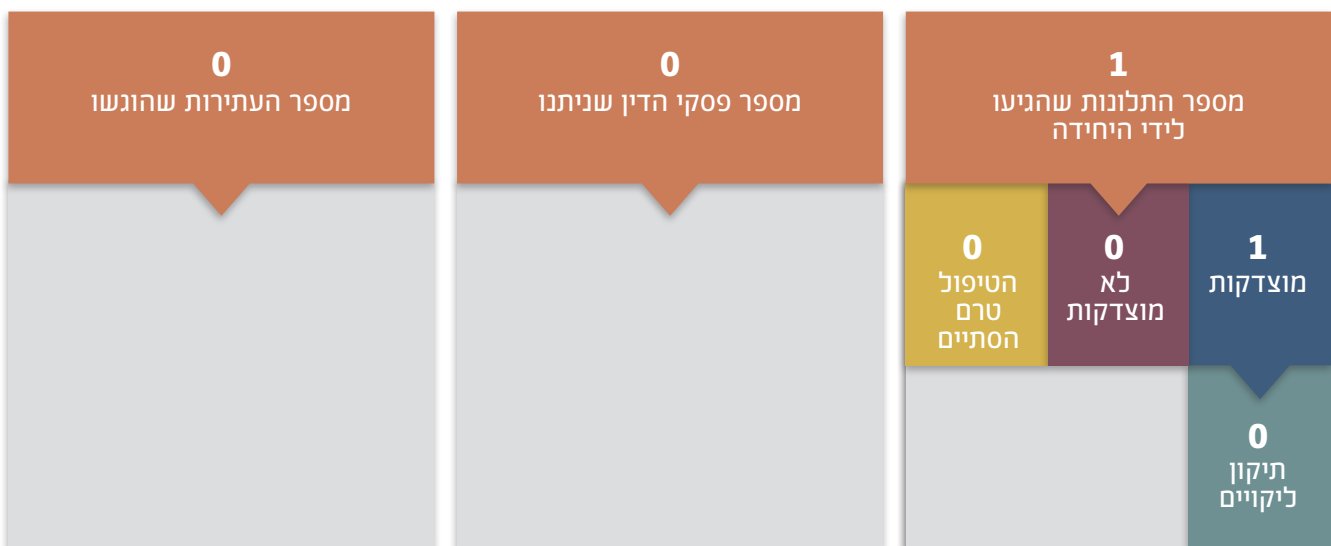 1
מספר התלונות שהגיעו
לידי היחידה
1
מוצדקות
0
לא
מוצדקות
0
הטיפול
טרם
הסתיים
0
תיקון
ליקויים
0
מספר פסקי הדין שניתנו
0
מספר העתירות שהוגשו